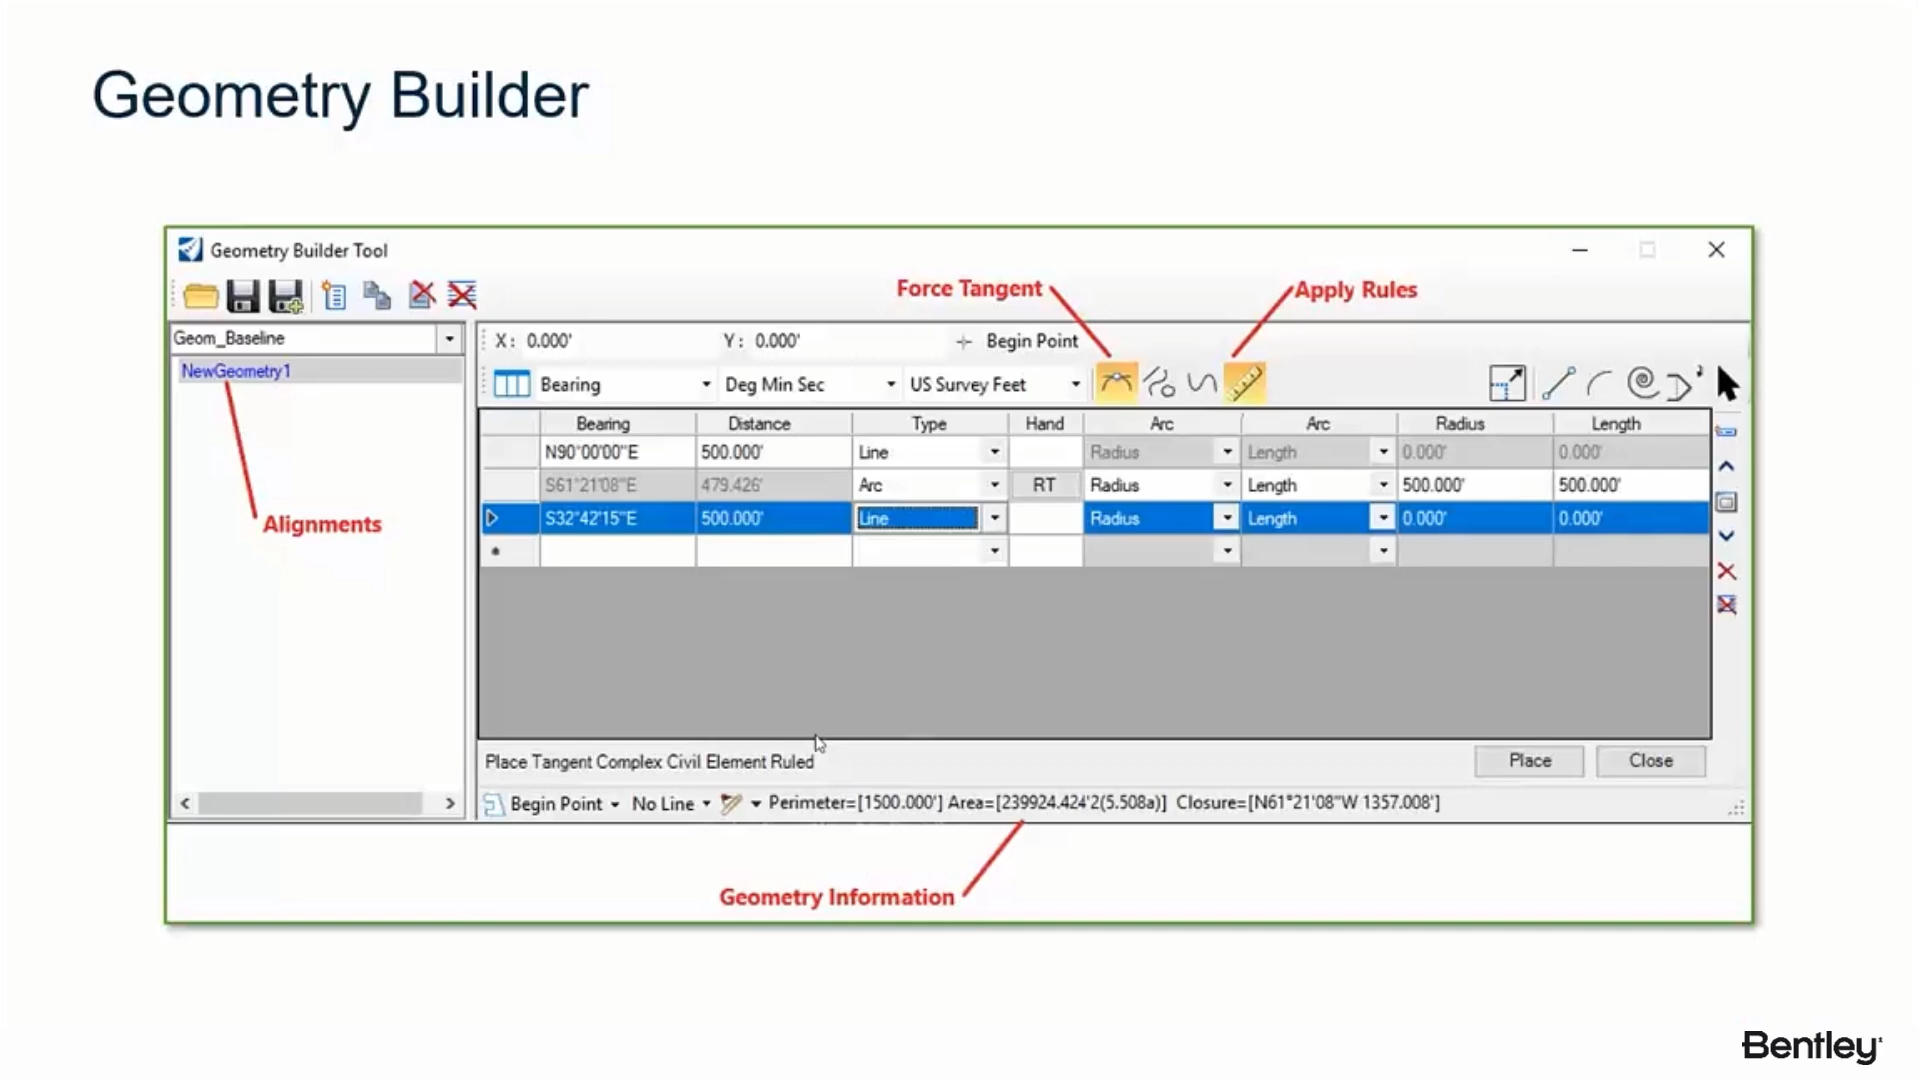 Geometry Builder
Geometry Builder Tool
Force Tangent
Apply Rules
Geom_Baseline
X: 0.000' Y: 0.000' Begin Point
NewGeometry1
Bearing Deg Min Sec US Survey Feet
Bearing Distance Type Hand Arc Arc Radius Length
N90°00'00"E 500.000' Line Radius Length 0.000' 0.000'
S61°21'08"E 479.426' Arc RT Radius Length 500.000' 500.000'
S32°42'15"E 500.000' Line Radius Length 0.000' 0.000'
Alignments
Place Tangent Complex Civil Element Ruled
Place Close
Begin Point No Line Perimeter=[1500.000'] Area=[239924.424'2(5.508a)] Closure=[N61°21'08"W 1357.008']
Geometry Information
Bentley